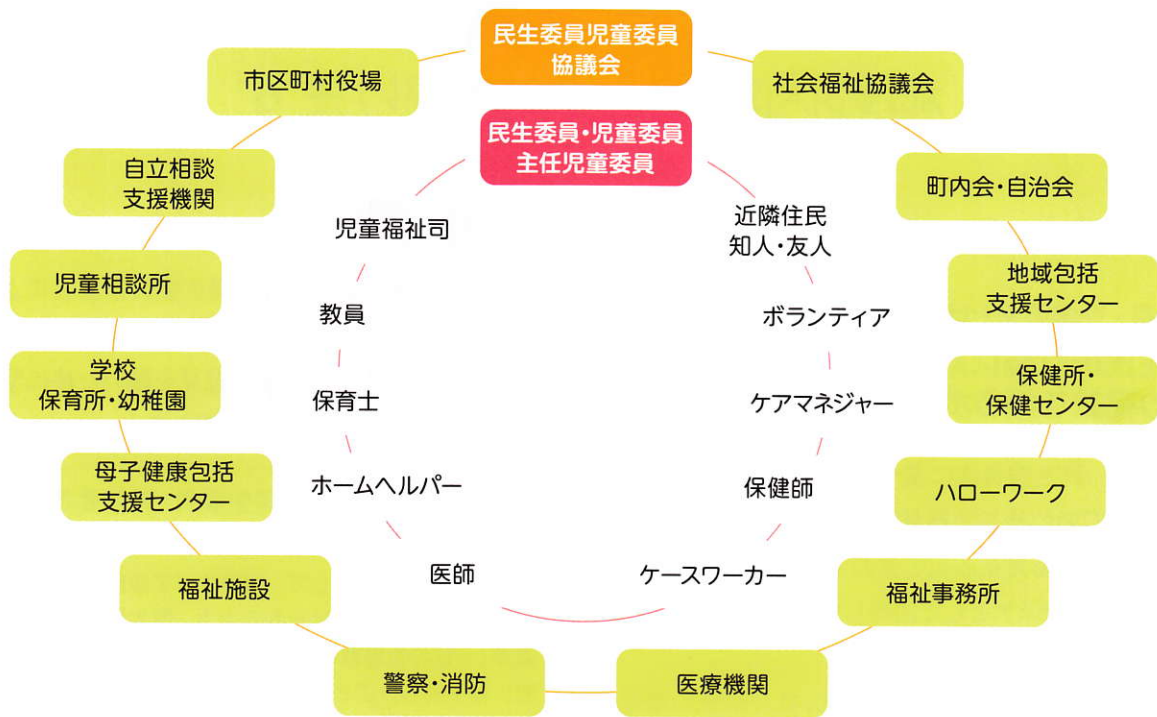 民生委員児童委員
協議会
市区町村役場
社会福祉協議会
民生委員・児童委員
主任児童委員
自立相談
支援機関
町内会・自治会
児童福祉司
近隣住民
知人・友人
児童相談所
地域包括
支援センター
教員
ボランティア
学校
保育所・幼稚園
保健所・
保健センター
保育士
ケアマネジャー
母子健康包括
支援センター
ホームヘルパー
保健師
ハローワーク
福祉施設
医師
ケースワーカー
福祉事務所
警察・消防
医療機関